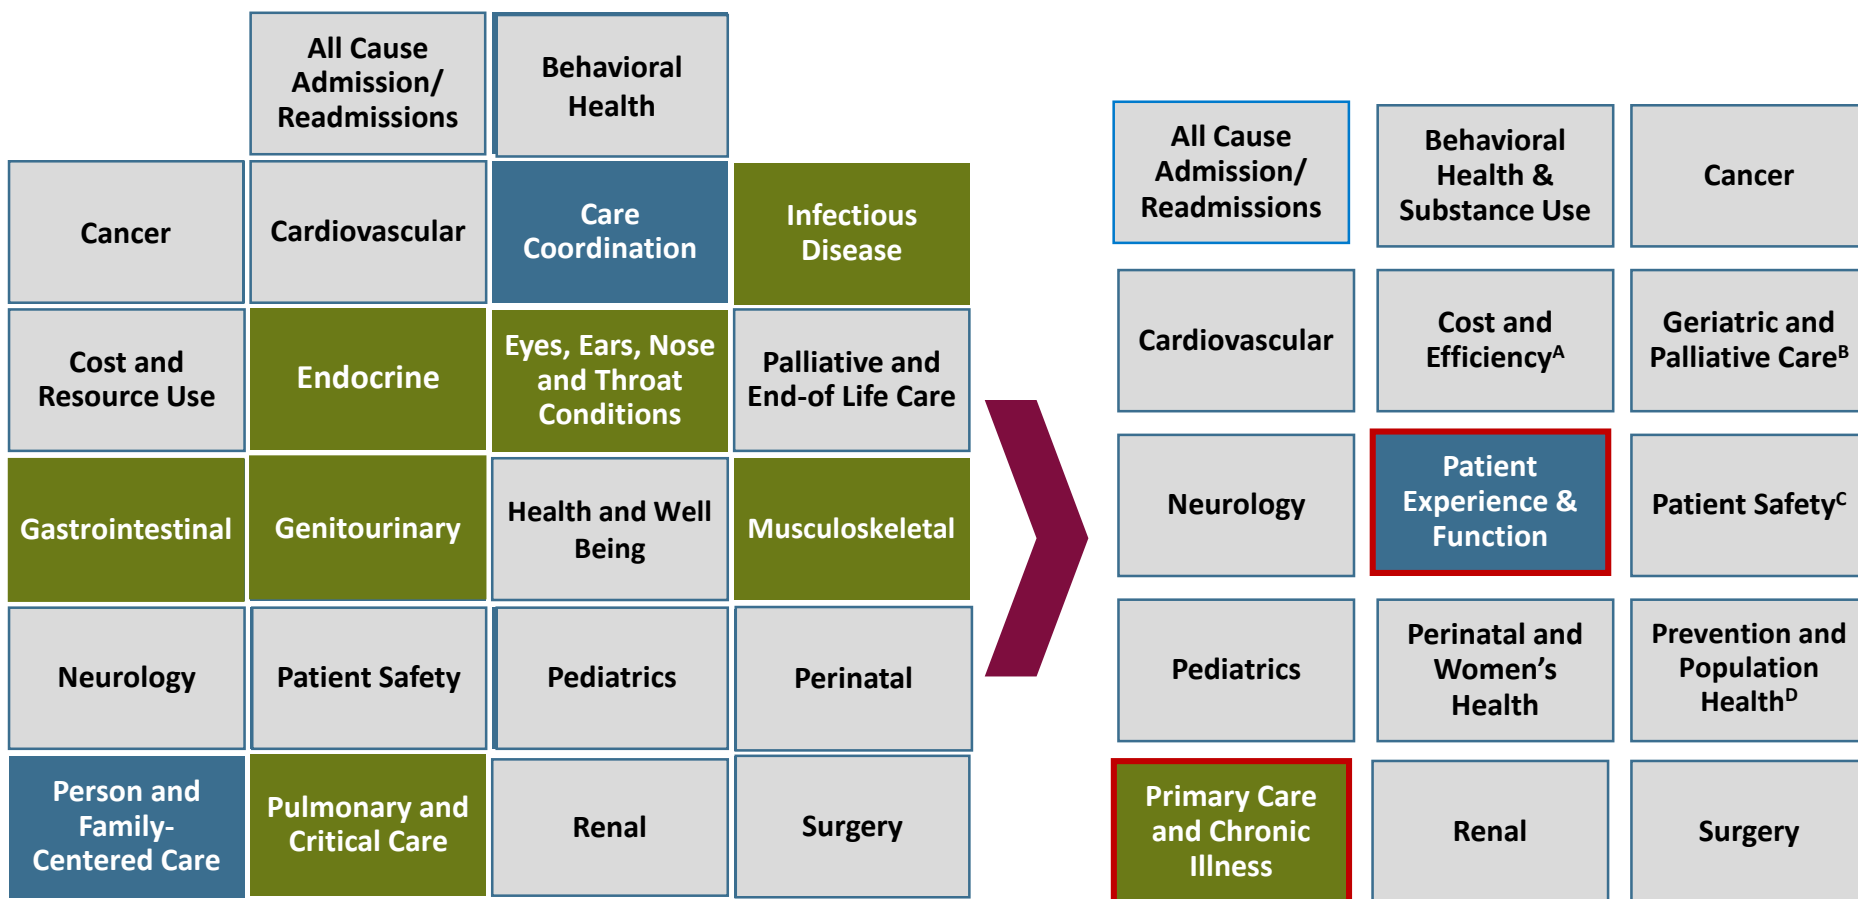 All Cause
Admission/
Readmissions
Behavioral
Health
Cancer
Cardiovascular
Care
Coordination
Infectious
Disease
Cost and
Resource Use
Endocrine
Eyes, Ears, Nose
and Throat
Conditions
Palliative and
End-of Life Care
Gastrointestinal
Genitourinary
Health and Well
Being
Musculoskeletal
Neurology
Patient Safety
Pediatrics
Perinatal
Person and
Family-
Centered Care
Pulmonary and
Critical Care
Renal
Surgery
All Cause
Admission/
Readmissions
Behavioral
Health &
Substance Use
Cancer
Cardiovascular
Cost and
Efficiency^A
Geriatric and
Palliative Care^B
Neurology
Patient
Experience &
Function
Patient Safety^C
Pediatrics
Perinatal and
Women’s
Health
Prevention and
Population
Health^D
Primary Care
and Chronic
Illness
Renal
Surgery